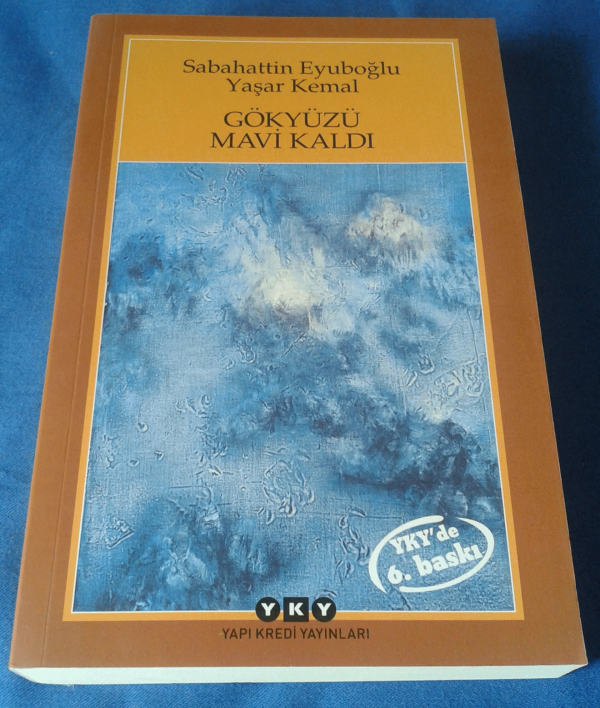 Sabahattin Eyuboğlu
Yaşar Kemal
GÖKYÜZÜ
MAVİ KALDI
YKY'de
6. baskı
YKY
YAPI KREDİ YAYINLARI